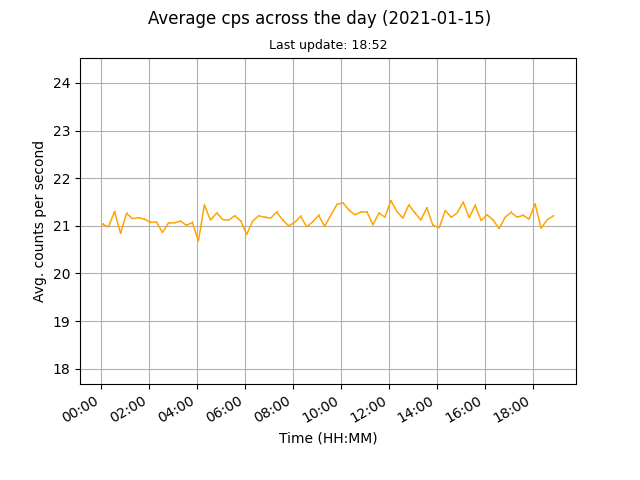 Average cps across the day (2021-01-15)
Last update: 18:52
24
23
22
21
20
19
18
Avg. counts per second
00:00 02:00 04:00 06:00 08:00 10:00 12:00 14:00 16:00 18:00
Time (HH:MM)